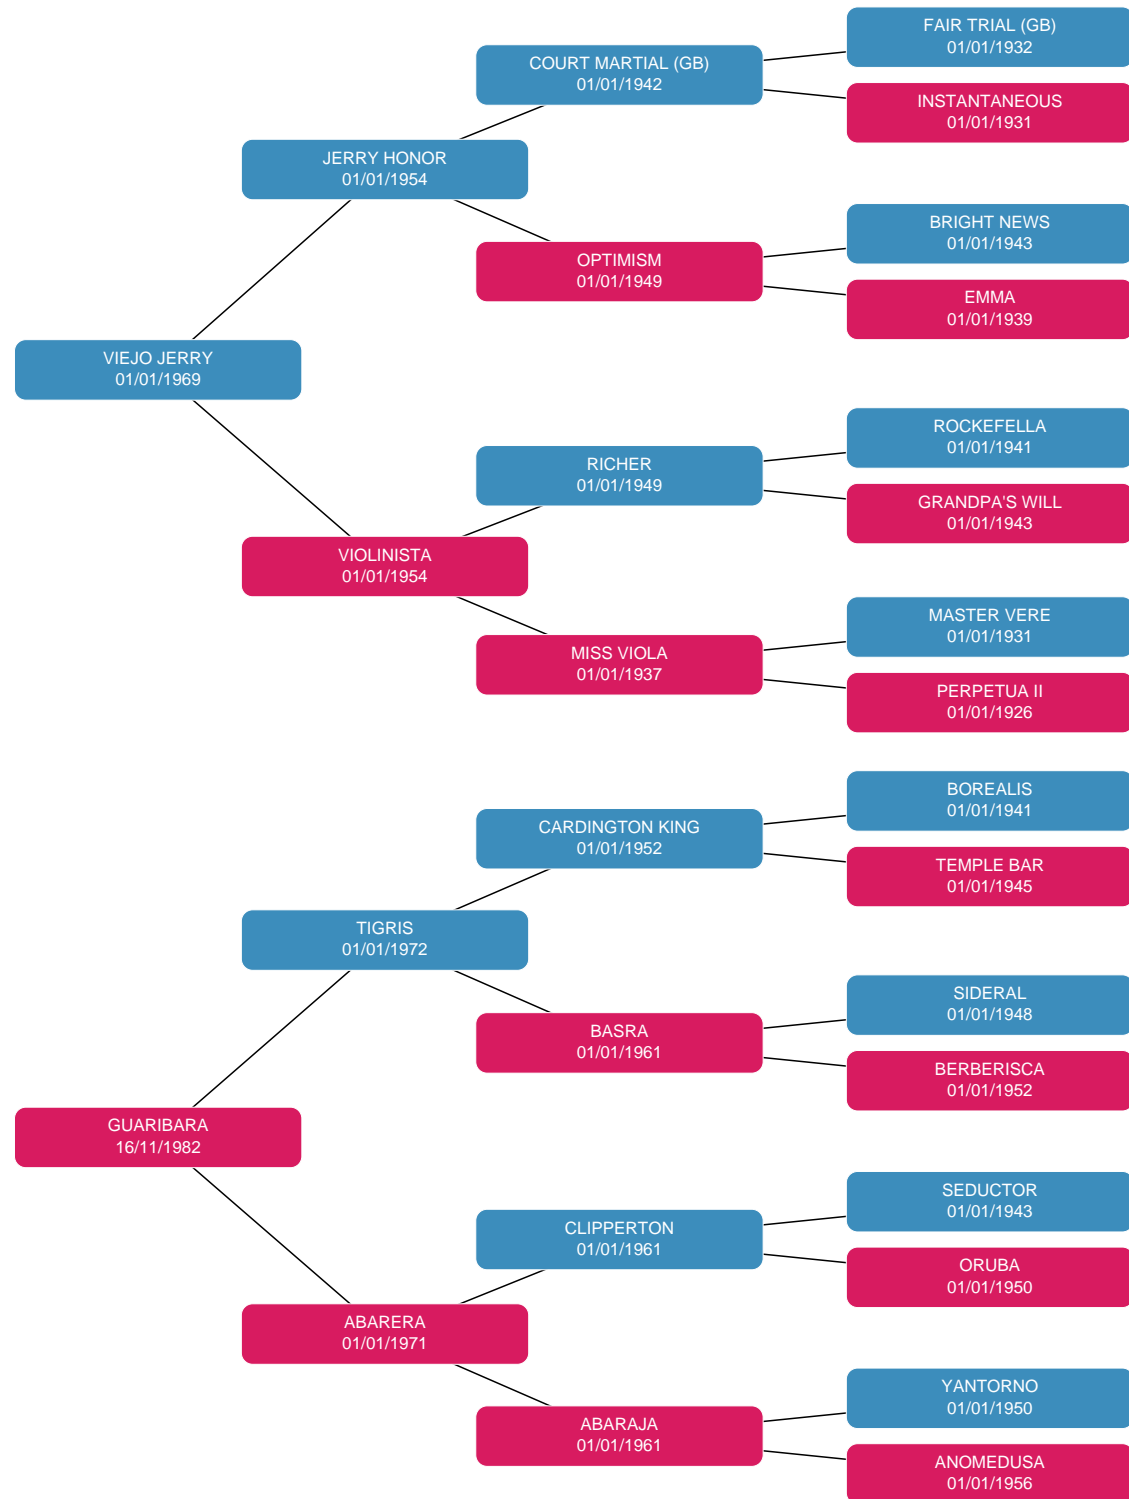 FAIR TRIAL (GB)
01/01/1932
COURT MARTIAL (GB)
01/01/1942
INSTANTANEOUS
01/01/1931
JERRY HONOR
01/01/1954
BRIGHT NEWS
01/01/1943
OPTIMISM
01/01/1949
EMMA
01/01/1939
VIEJO JERRY
01/01/1969
ROCKEFELLA
01/01/1941
RICHER
01/01/1949
GRANDPA'S WILL
01/01/1943
VIOLINISTA
01/01/1954
MASTER VERE
01/01/1931
MISS VIOLA
01/01/1937
PERPETUA II
01/01/1926
BOREALIS
01/01/1941
CARDINGTON KING
01/01/1952
TEMPLE BAR
01/01/1945
TIGRIS
01/01/1972
SIDERAL
01/01/1948
BASRA
01/01/1961
BERBERISCA
01/01/1952
GUARIBARA
16/11/1982
SEDUCTOR
01/01/1943
CLIPPERTON
01/01/1961
ORUBA
01/01/1950
ABARERA
01/01/1971
YANTORNO
01/01/1950
ABARAJA
01/01/1961
ANOMEDUSA
01/01/1956